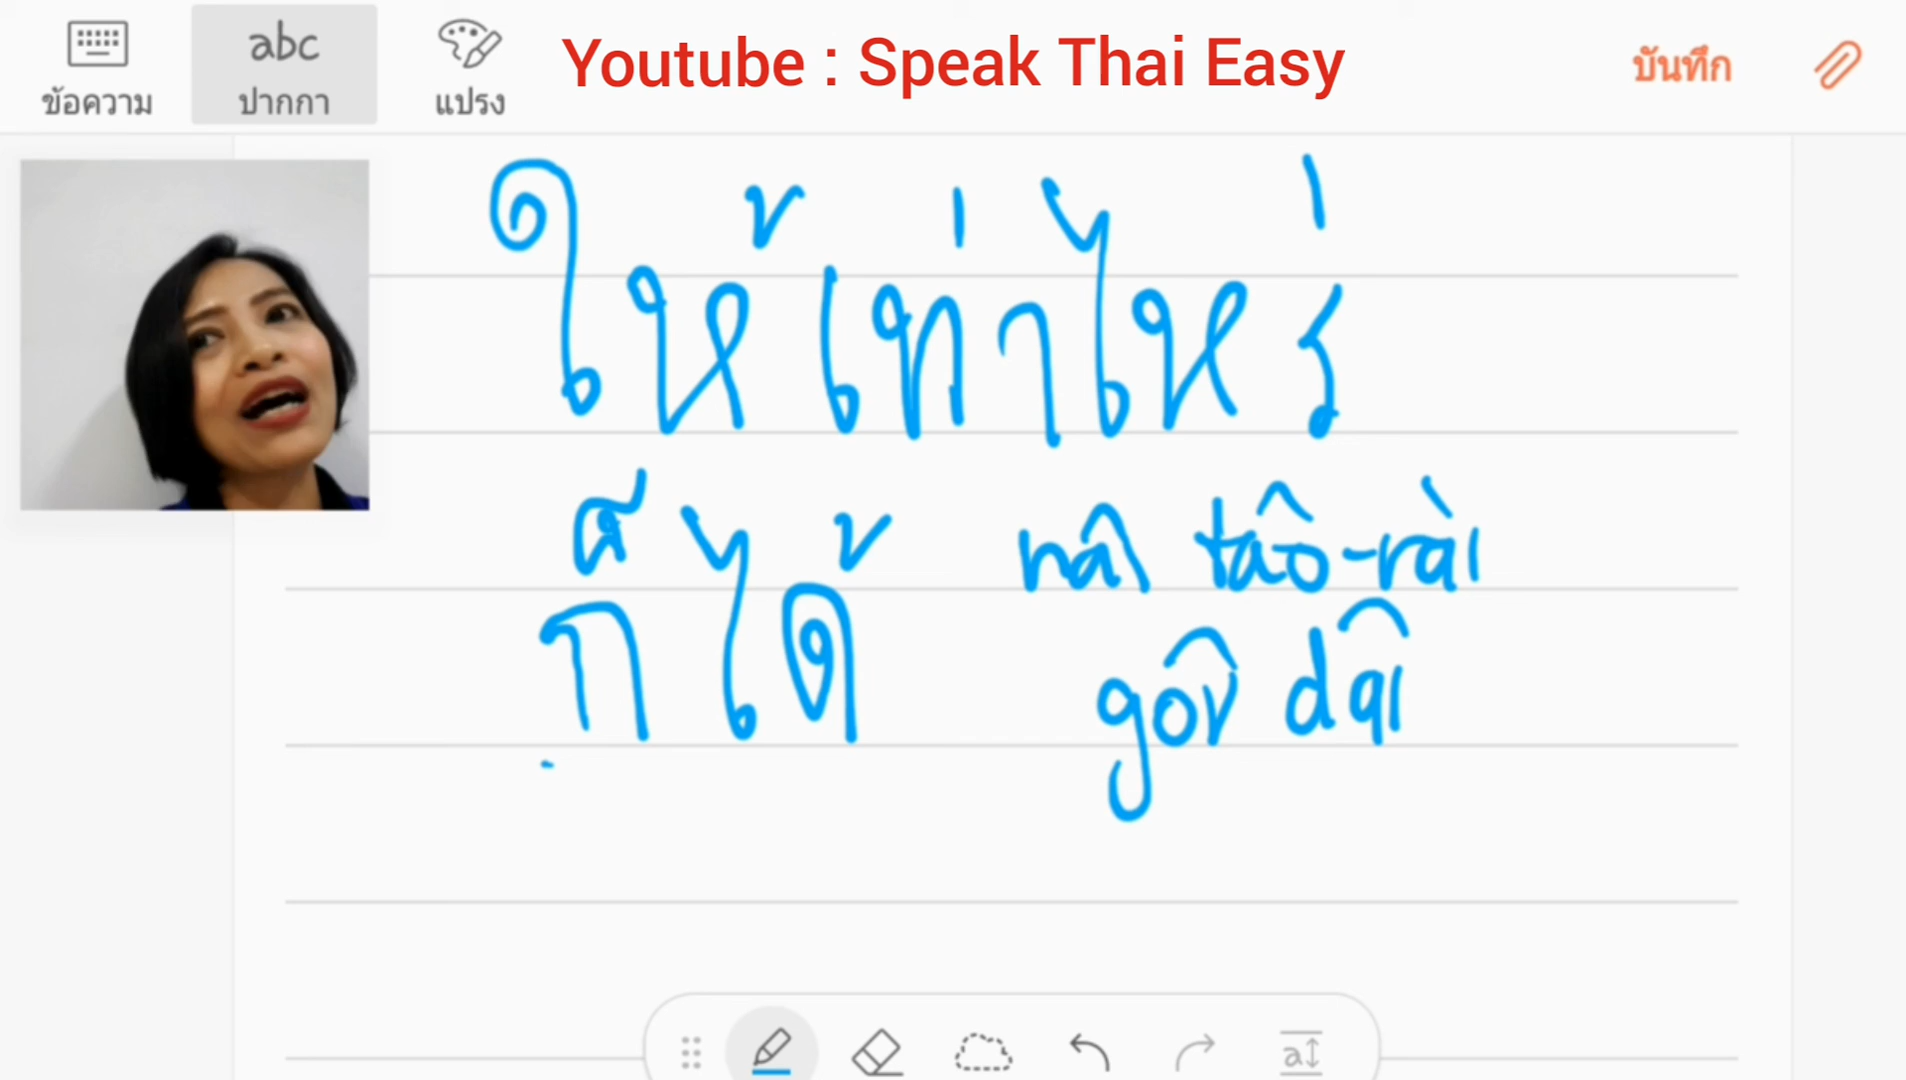 Youtube : Speak Thai Easy
ข้อความ
ปากกา
แปรง
บันทึก
abc
ให้เท่าไหร่
ก็ได้
hâi tâo-rài
gôv dâi
a